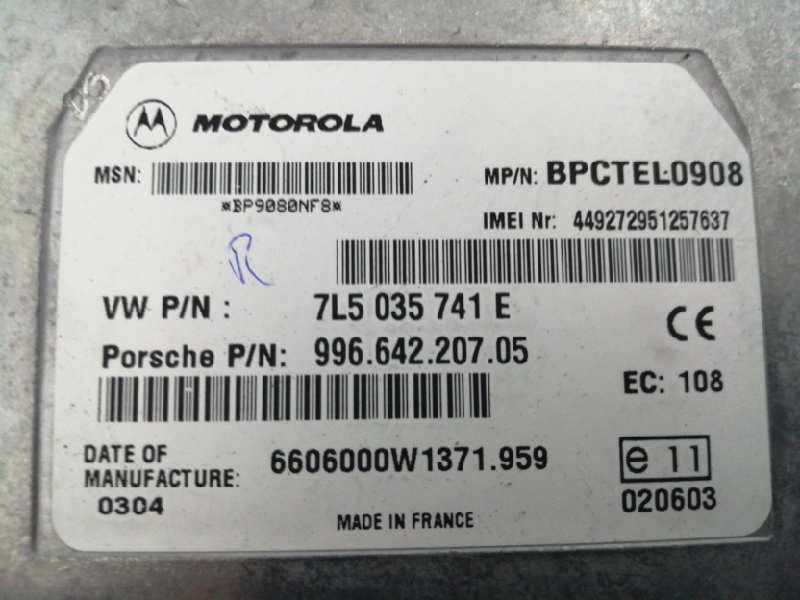 MOTOROLA
MSN:
*BP9080NF8*
MP/N: BPCTEL0908
IMEI Nr: 449272951257637
R
VW P/N : 7L5 035 741 E
Porsche P/N: 996.642.207.05
CE
EC: 108
DATE OF
MANUFACTURE:
0304
6606000W1371.959
e 11
020603
MADE IN FRANCE